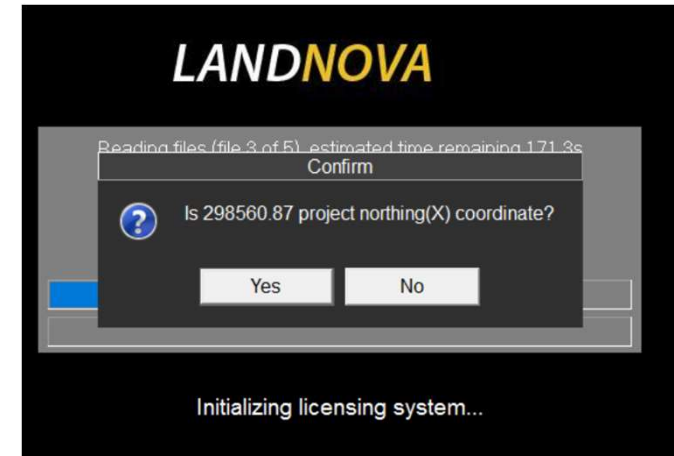 LANDNOVA
Reading files (file 3 of 5), estimated time remaining 171.3s
Confirm
Is 298560.87 project northing(X) coordinate?
Yes No
Initializing licensing system...